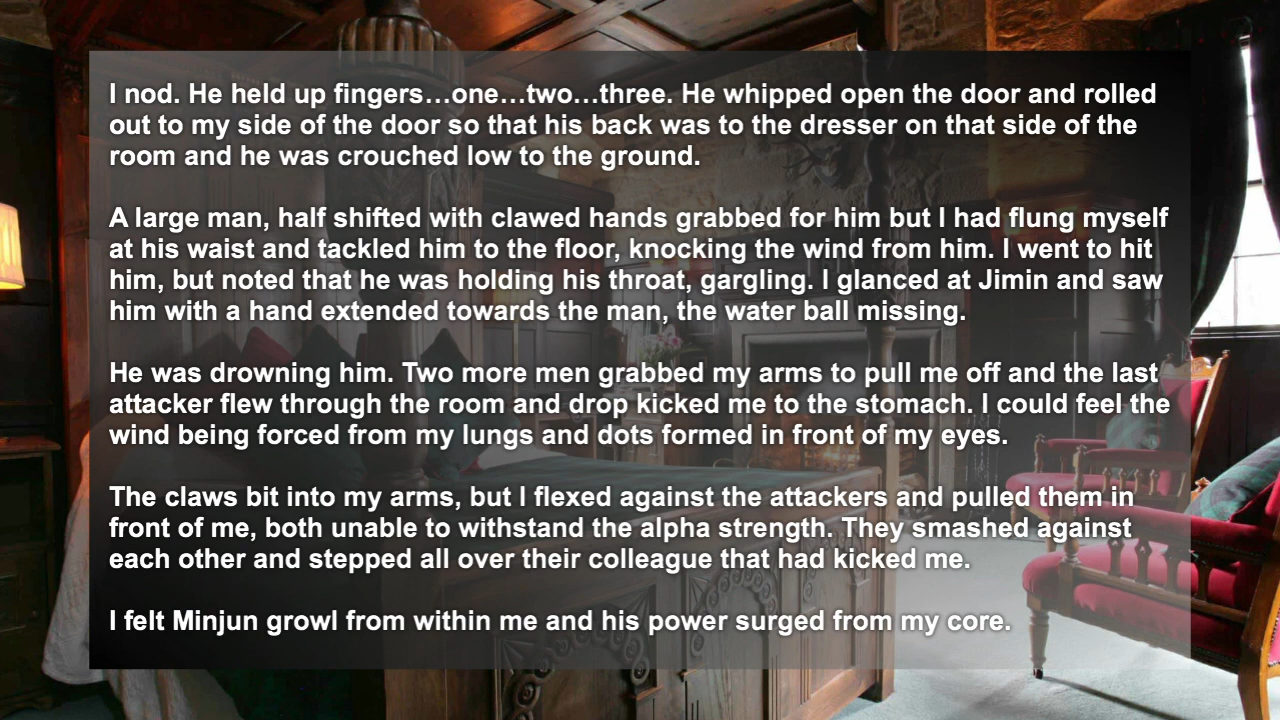 I nod. He held up fingers…one…two…three. He whipped open the door and rolled
out to my side of the door so that his back was to the dresser on that side of the
room and he was crouched low to the ground.
A large man, half shifted with clawed hands grabbed for him but I had flung myself
at his waist and tackled him to the floor, knocking the wind from him. I went to hit
him, but noted that he was holding his throat, gargling. I glanced at Jimin and saw
him with a hand extended towards the man, the water ball missing.
He was drowning him. Two more men grabbed my arms to pull me off and the last
attacker flew through the room and drop kicked me to the stomach. I could feel the
wind being forced from my lungs and dots formed in front of my eyes.
The claws bit into my arms, but I flexed against the attackers and pulled them in
front of me, both unable to withstand the alpha strength. They smashed against
each other and stepped all over their colleague that had kicked me.
I felt Minjun growl from within me and his power surged from my core.